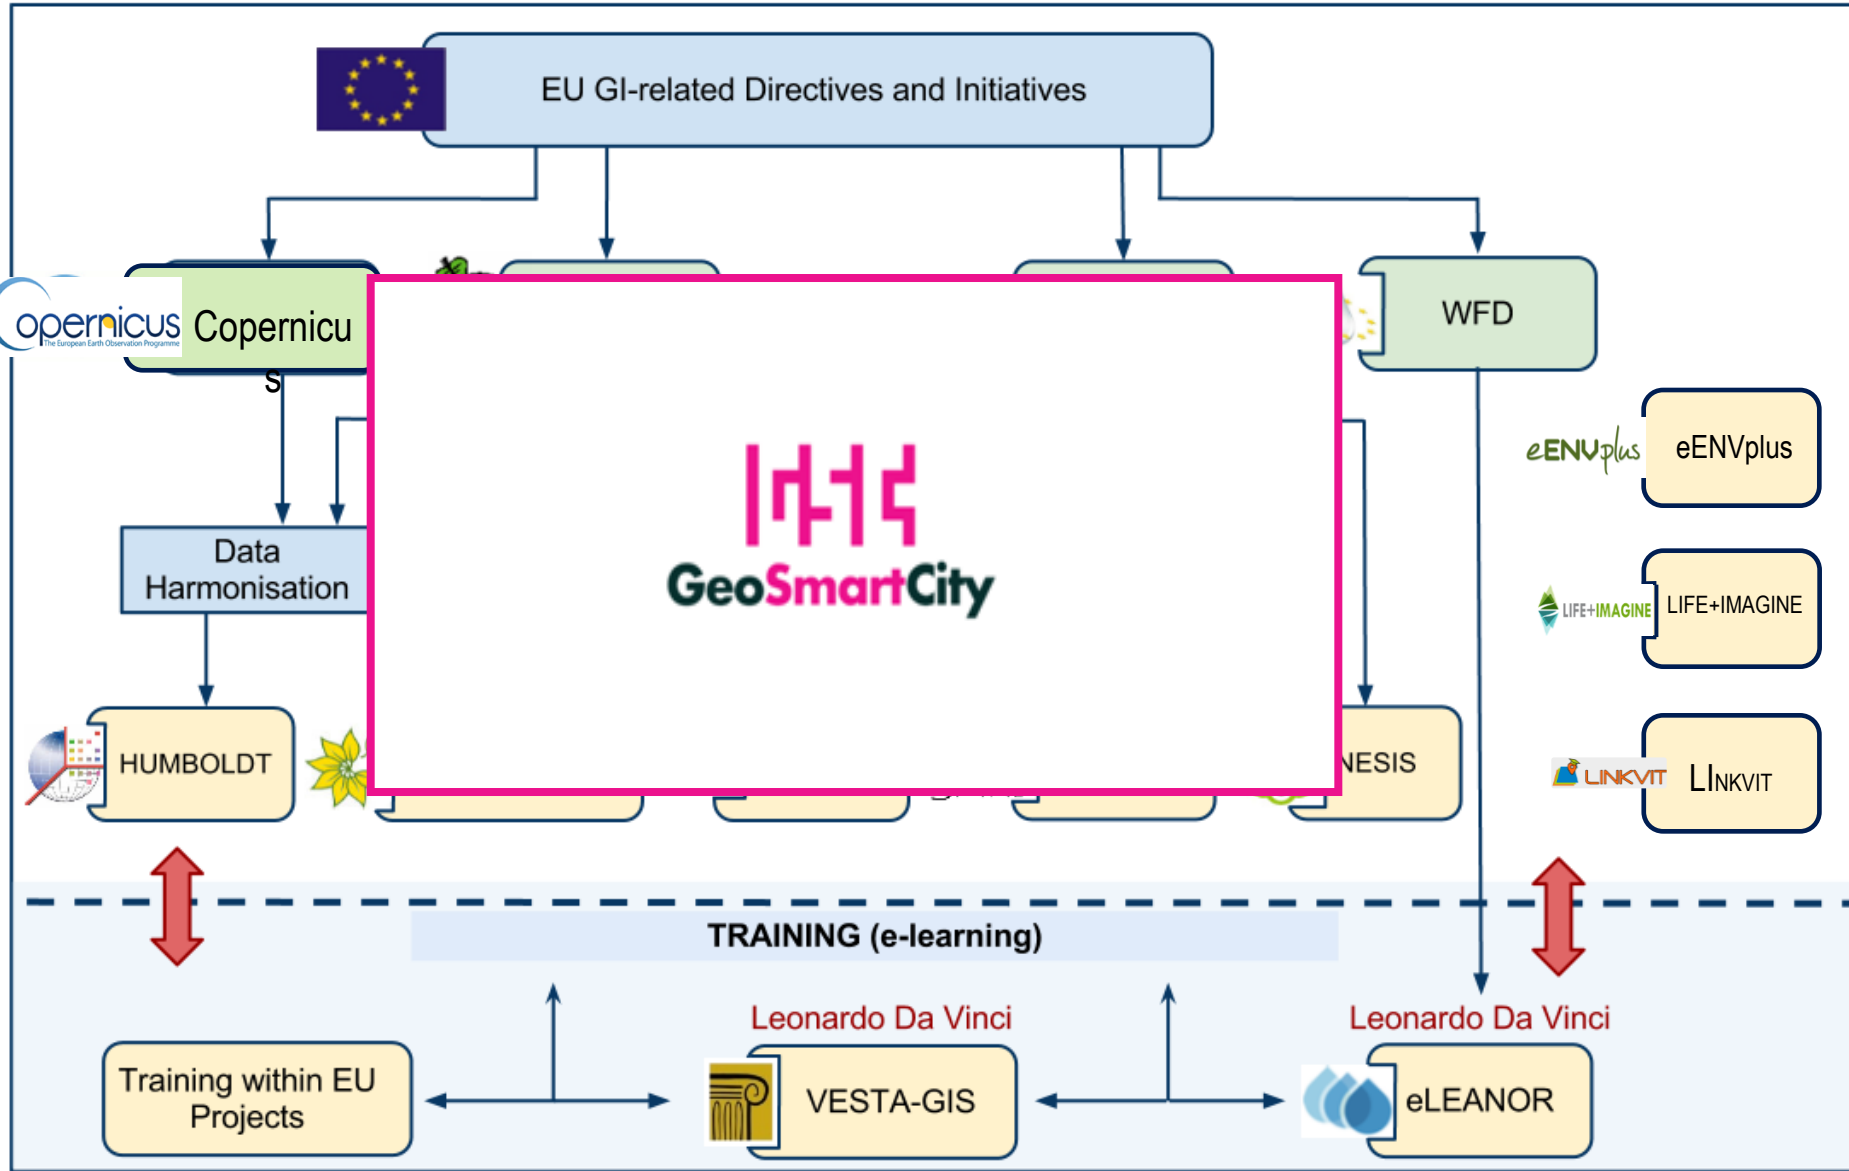 EU GI-related Directives and Initiatives
opernicus
The European Earth Observation Programme
Copernicu
s
WFD
eENVplus
eENVplus
Data
Harmonisation
GeoSmartCity
LIFE+IMAGINE
LIFE+IMAGINE
HUMBOLDT
NESIS
LINKVIT
LINKVIT
TRAINING (e-learning)
Leonardo Da Vinci
Leonardo Da Vinci
Training within EU
Projects
VESTA-GIS
eLEANOR